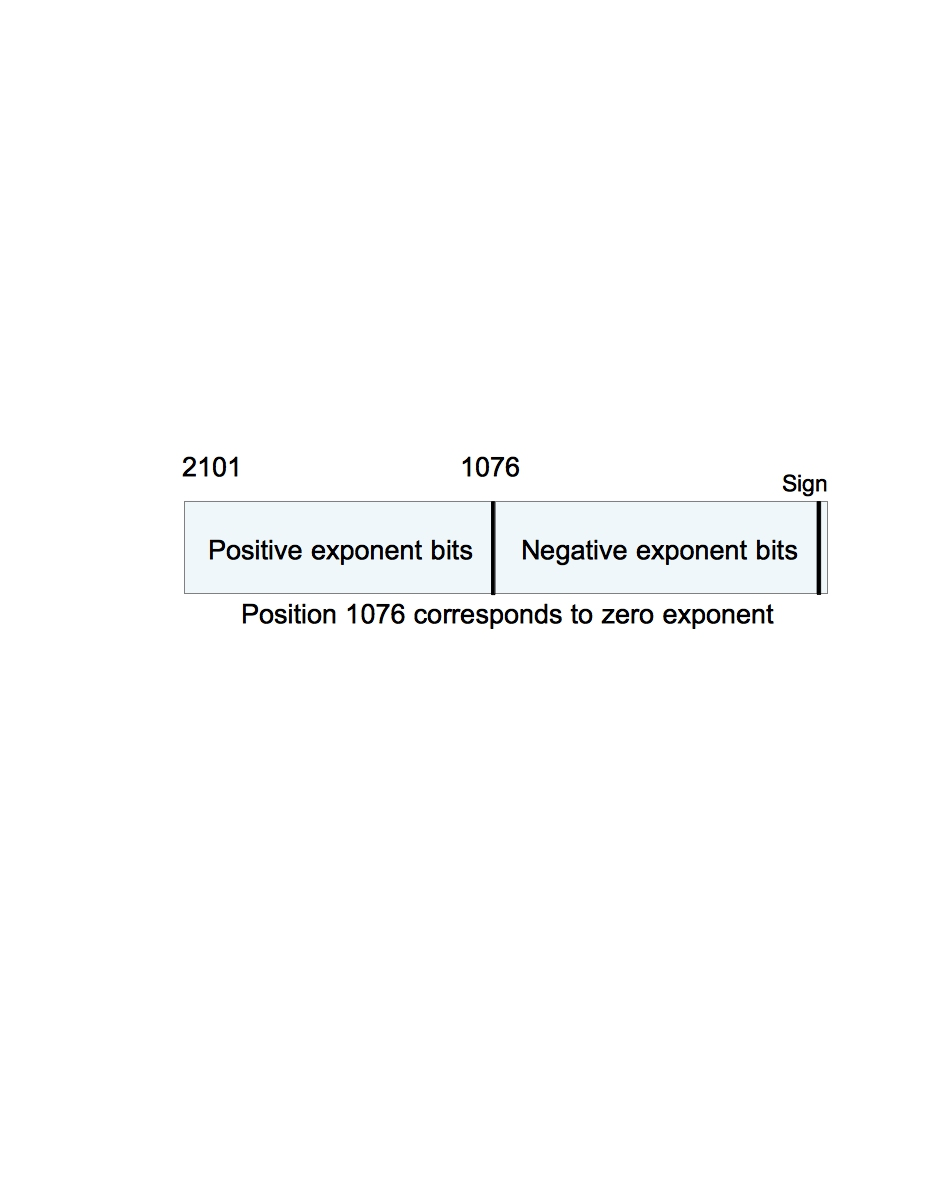 2101 1076
Sign
Positive exponent bits Negative exponent bits
Position 1076 corresponds to zero exponent